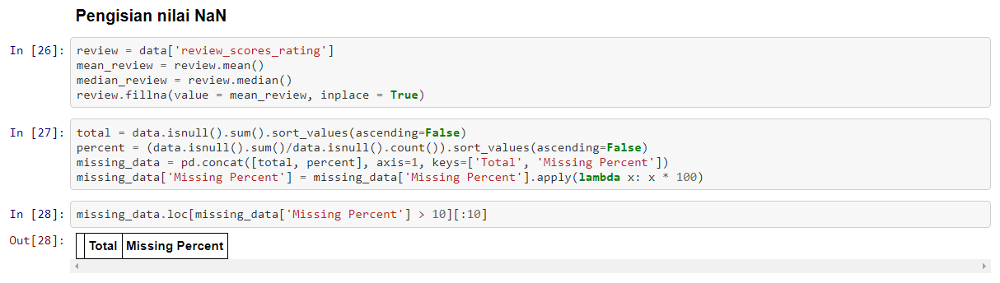 Pengisian nilai NaN
In [26]: review = data['review_scores_rating']
mean_review = review.mean()
median_review = review.median()
review.fillna(value = mean_review, inplace = True)
In [27]: total = data.isnull().sum().sort_values(ascending=False)
percent = (data.isnull().sum()/data.isnull().count()).sort_values(ascending=False)
missing_data = pd.concat([total, percent], axis=1, keys=['Total', 'Missing Percent'])
missing_data['Missing Percent'] = missing_data['Missing Percent'].apply(lambda x: x * 100)
In [28]: missing_data.loc[missing_data['Missing Percent'] > 10][:10]
Out[28]: Total Missing Percent